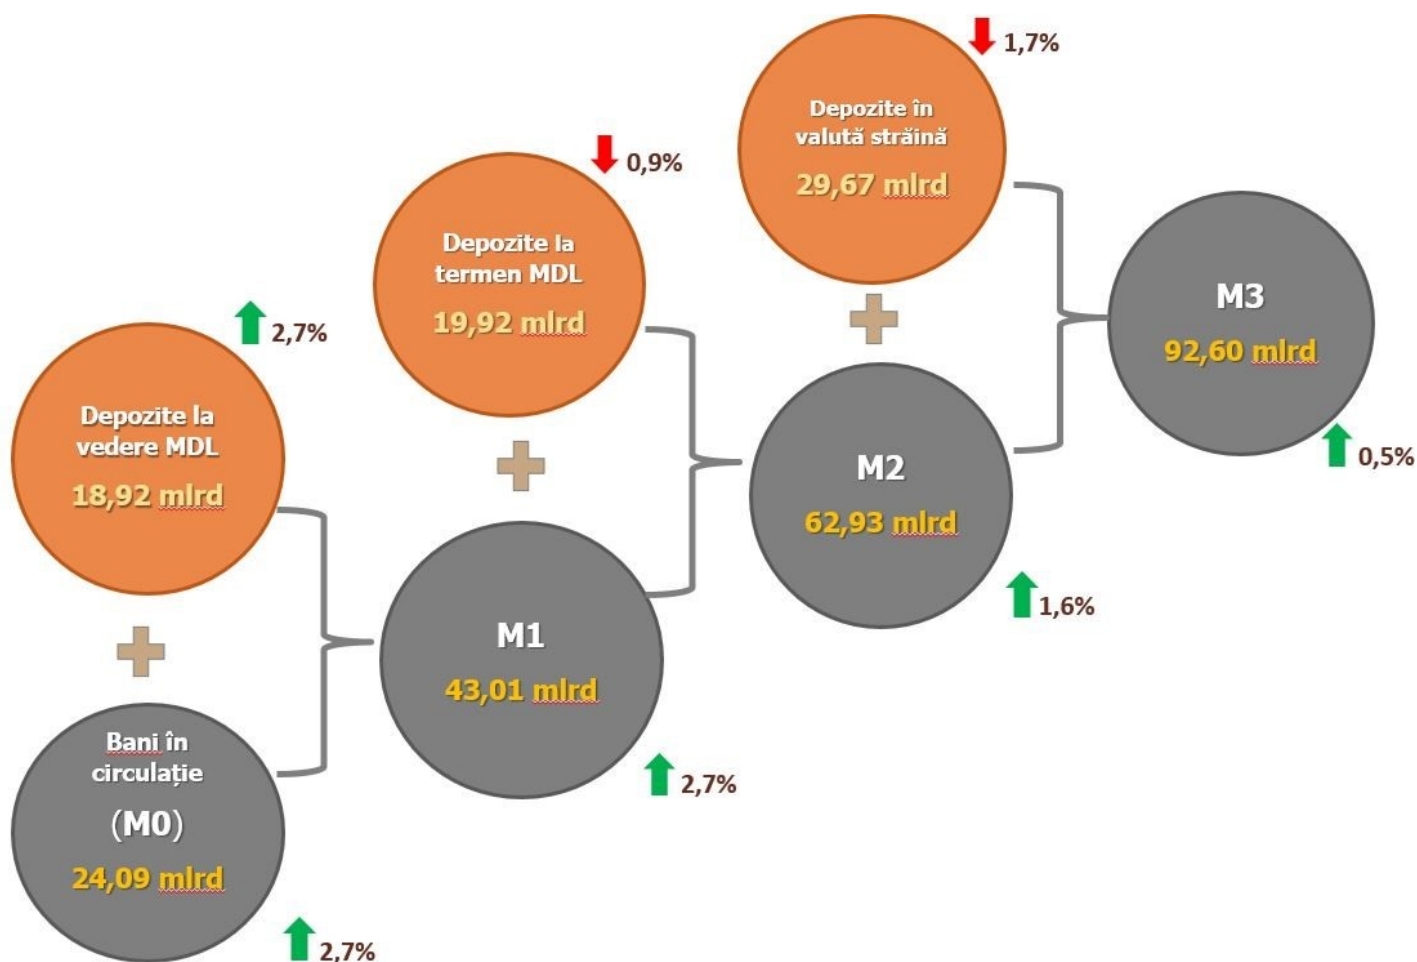 2,7%
Depozite la
vedere MDL
18,92 mlrd
Bani în
circulație
(M0)
24,09 mlrd
2,7%
0,9%
Depozite la
termen MDL
19,92 mlrd
M1
43,01 mlrd
2,7%
1,7%
Depozite în
valută străină
29,67 mlrd
M2
62,93 mlrd
1,6%
M3
92,60 mlrd
0,5%